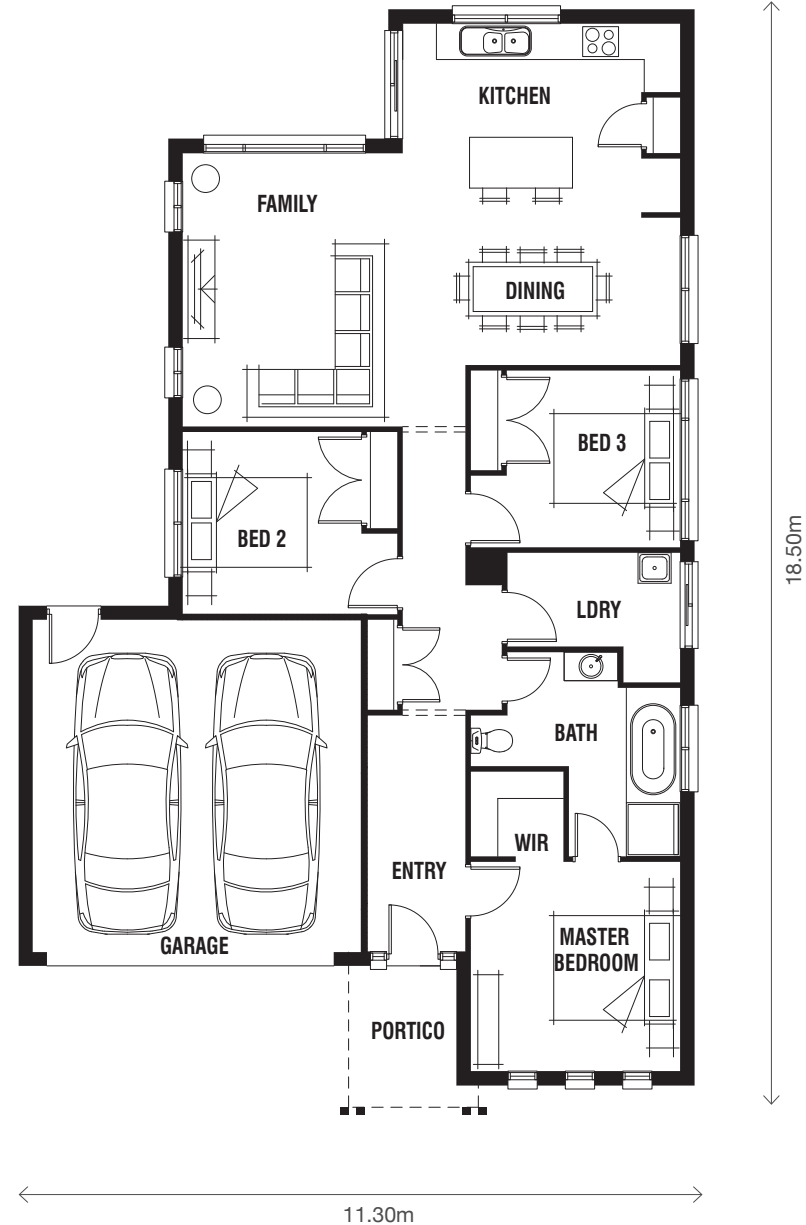 KITCHEN
FAMILY
DINING
BED 3
BED 2
18.50m
LDRY
BATH
WIR
ENTRY
MASTER
BEDROOM
GARAGE
PORTICO
11.30m